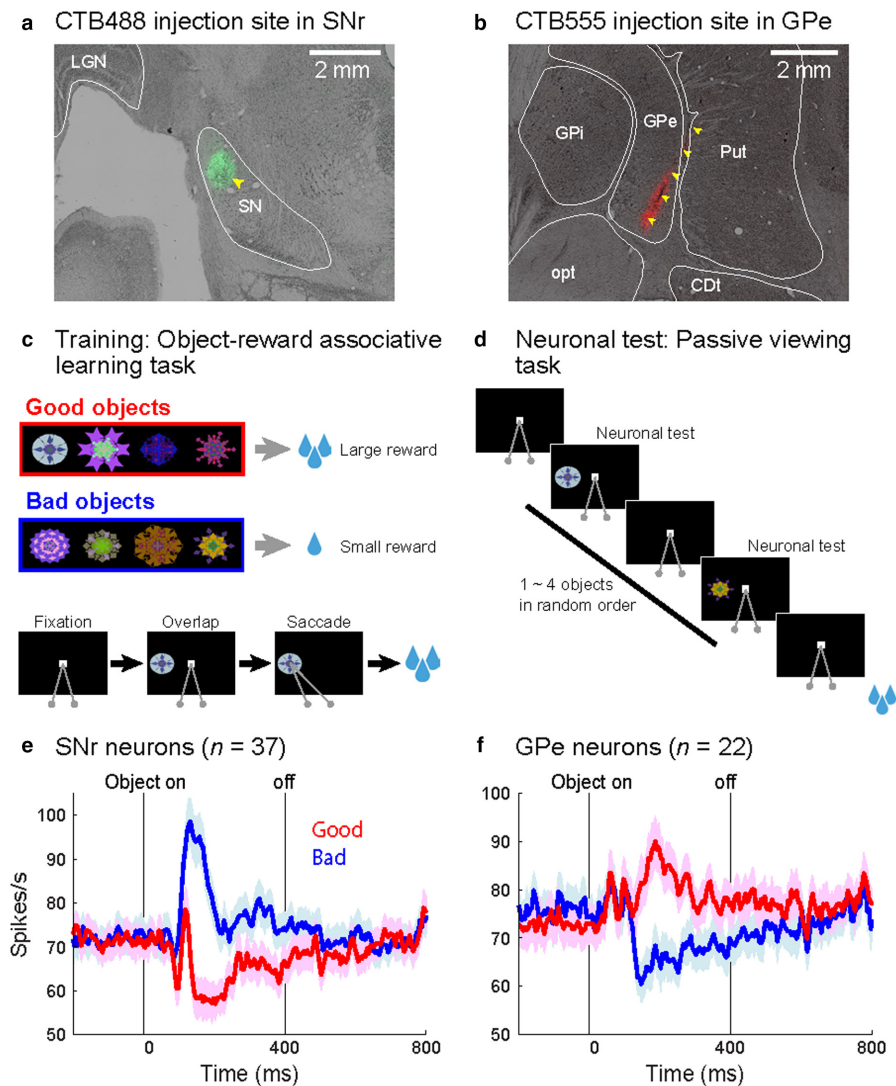 a CTB488 injection site in SNr
LGN
2 mm
SN
b CTB555 injection site in GPe
2 mm
GPi
GPe
Put
opt
CDt
c Training: Object-reward associative
learning task
Good objects
Large reward
Bad objects
Small reward
Fixation
Overlap
Saccade
d Neuronal test: Passive viewing
task
Neuronal test
Neuronal test
1 ~ 4 objects
in random order
e SNr neurons (n = 37)
Object on
off
Good
Bad
Spikes/s
100
90
80
70
60
50
0
400
800
Time (ms)
f GPe neurons (n = 22)
Object on
off
100
90
80
70
60
50
0
400
800
Time (ms)